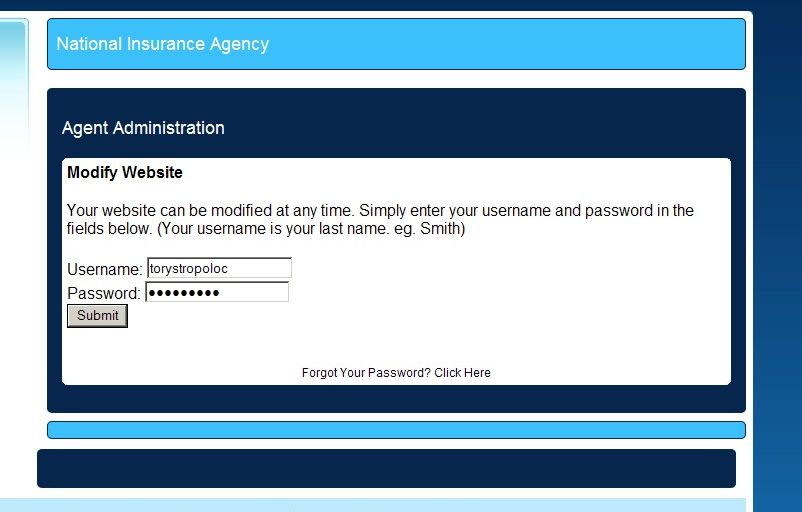 National Insurance Agency
Agent Administration
Modify Website
Your website can be modified at any time. Simply enter your username and password in the
fields below. (Your username is your last name. eg. Smith)
Username: torystropoloc
Password: •••••••••
Submit
Forgot Your Password? Click Here